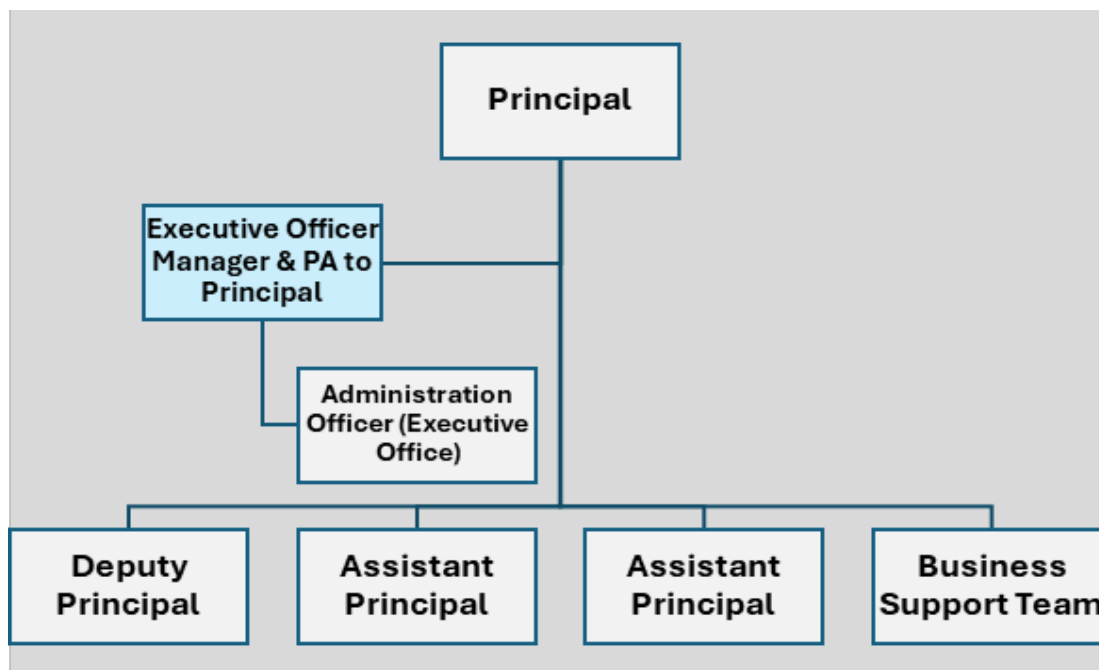 Principal
Executive Officer
Manager & PA to
Principal
Administration
Officer (Executive
Office)
Deputy
Principal
Assistant
Principal
Assistant
Principal
Business
Support Team